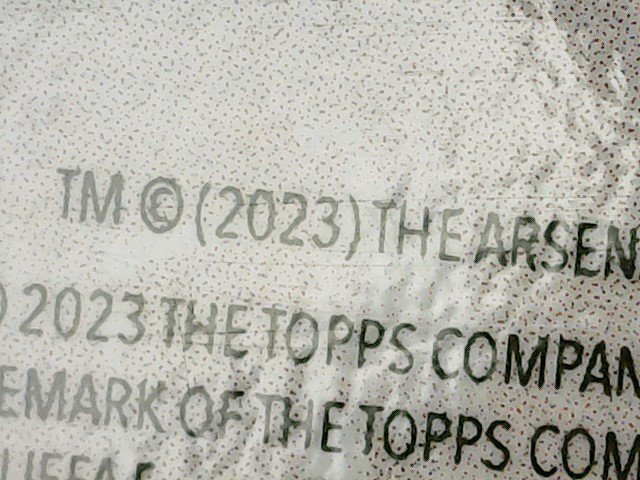 TM © (2023) THE ARSEN
) 2023 THE TOPPS COMPAN
EMARK OF THE TOPPS COM